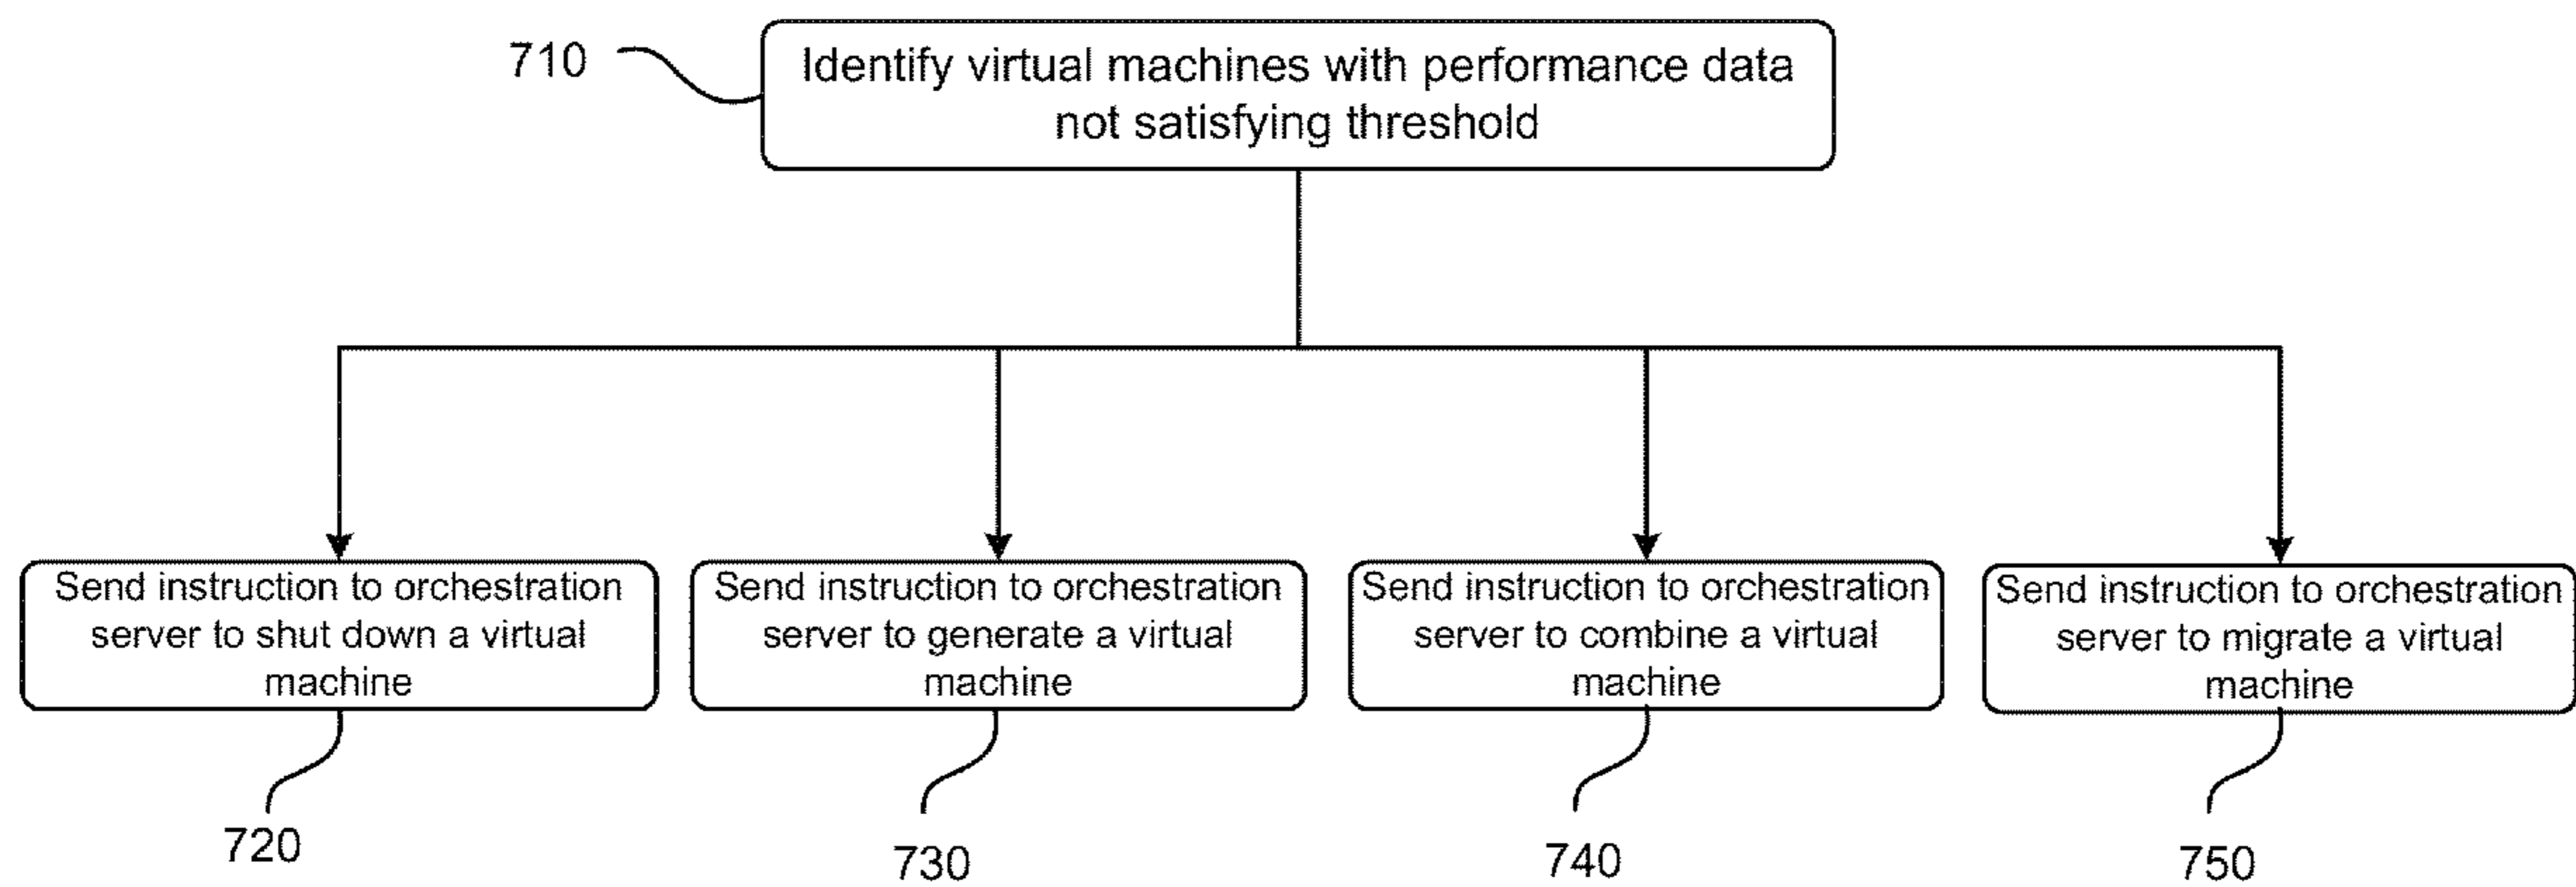 710
Identify virtual machines with performance data
not satisfying threshold
Send instruction to orchestration
server to shut down a virtual
machine
Send instruction to orchestration
server to generate a virtual
machine
Send instruction to orchestration
server to combine a virtual
machine
Send instruction to orchestration
server to migrate a virtual
machine
720
730
740
750